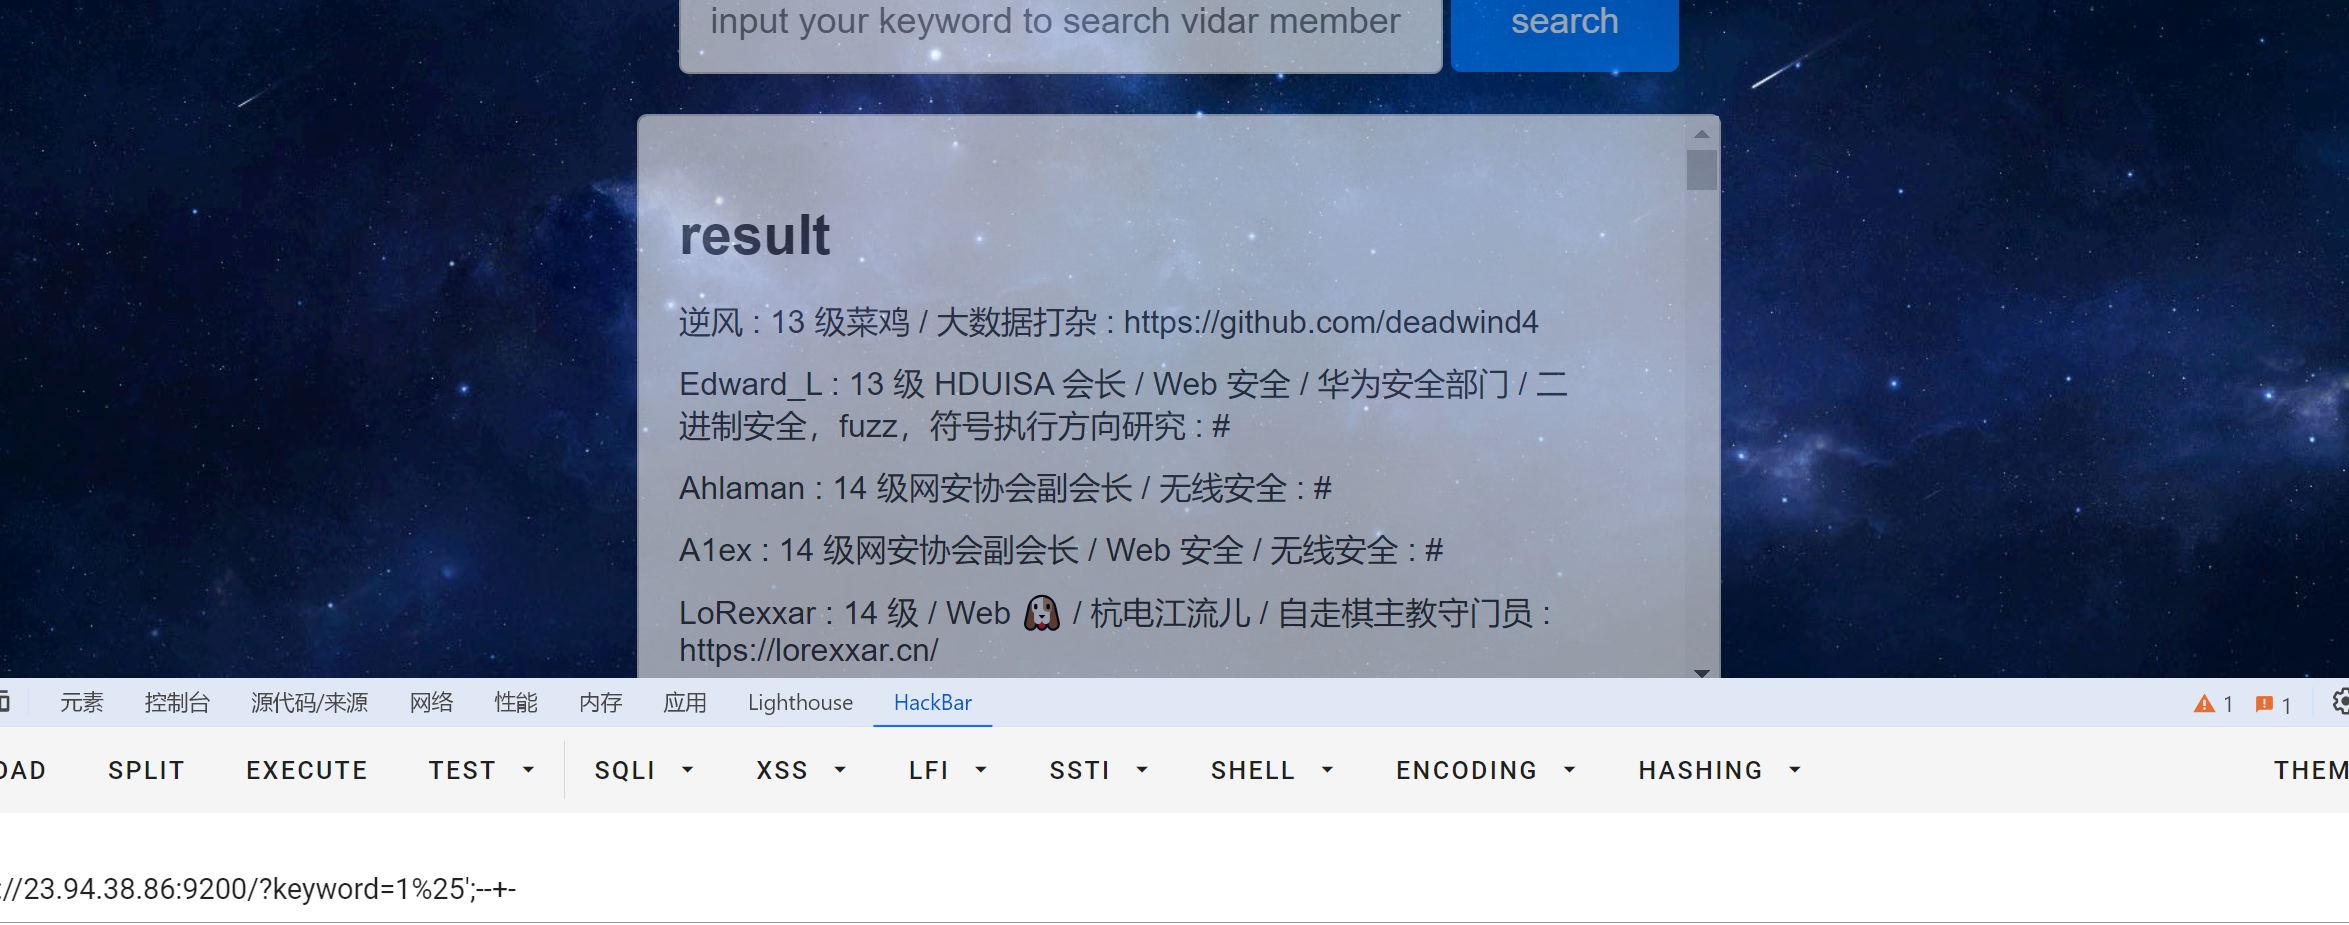 input your keyword to search vidar member
search
result
逆风 : 13 级菜鸡 / 大数据打杂 : https://github.com/deadwind4
Edward_L : 13 级 HDUISA 会长 / Web 安全 / 华为安全部门 / 二
进制安全，fuzz，符号执行方向研究 : #
Ahlaman : 14 级网安协会副会长 / 无线安全 : #
A1ex : 14 级网安协会副会长 / Web 安全 / 无线安全 : #
LoRexxar : 14 级 / Web 🐶 / 杭电江流儿 / 自走棋主教守门员 :
https://lorexxar.cn/
元素 控制台 源代码/来源 网络 性能 内存 应用 Lighthouse HackBar 1 1
OAD SPLIT EXECUTE TEST SQLI XSS LFI SSTI SHELL ENCODING HASHING THEM
://23.94.38.86:9200/?keyword=1%25';--+-